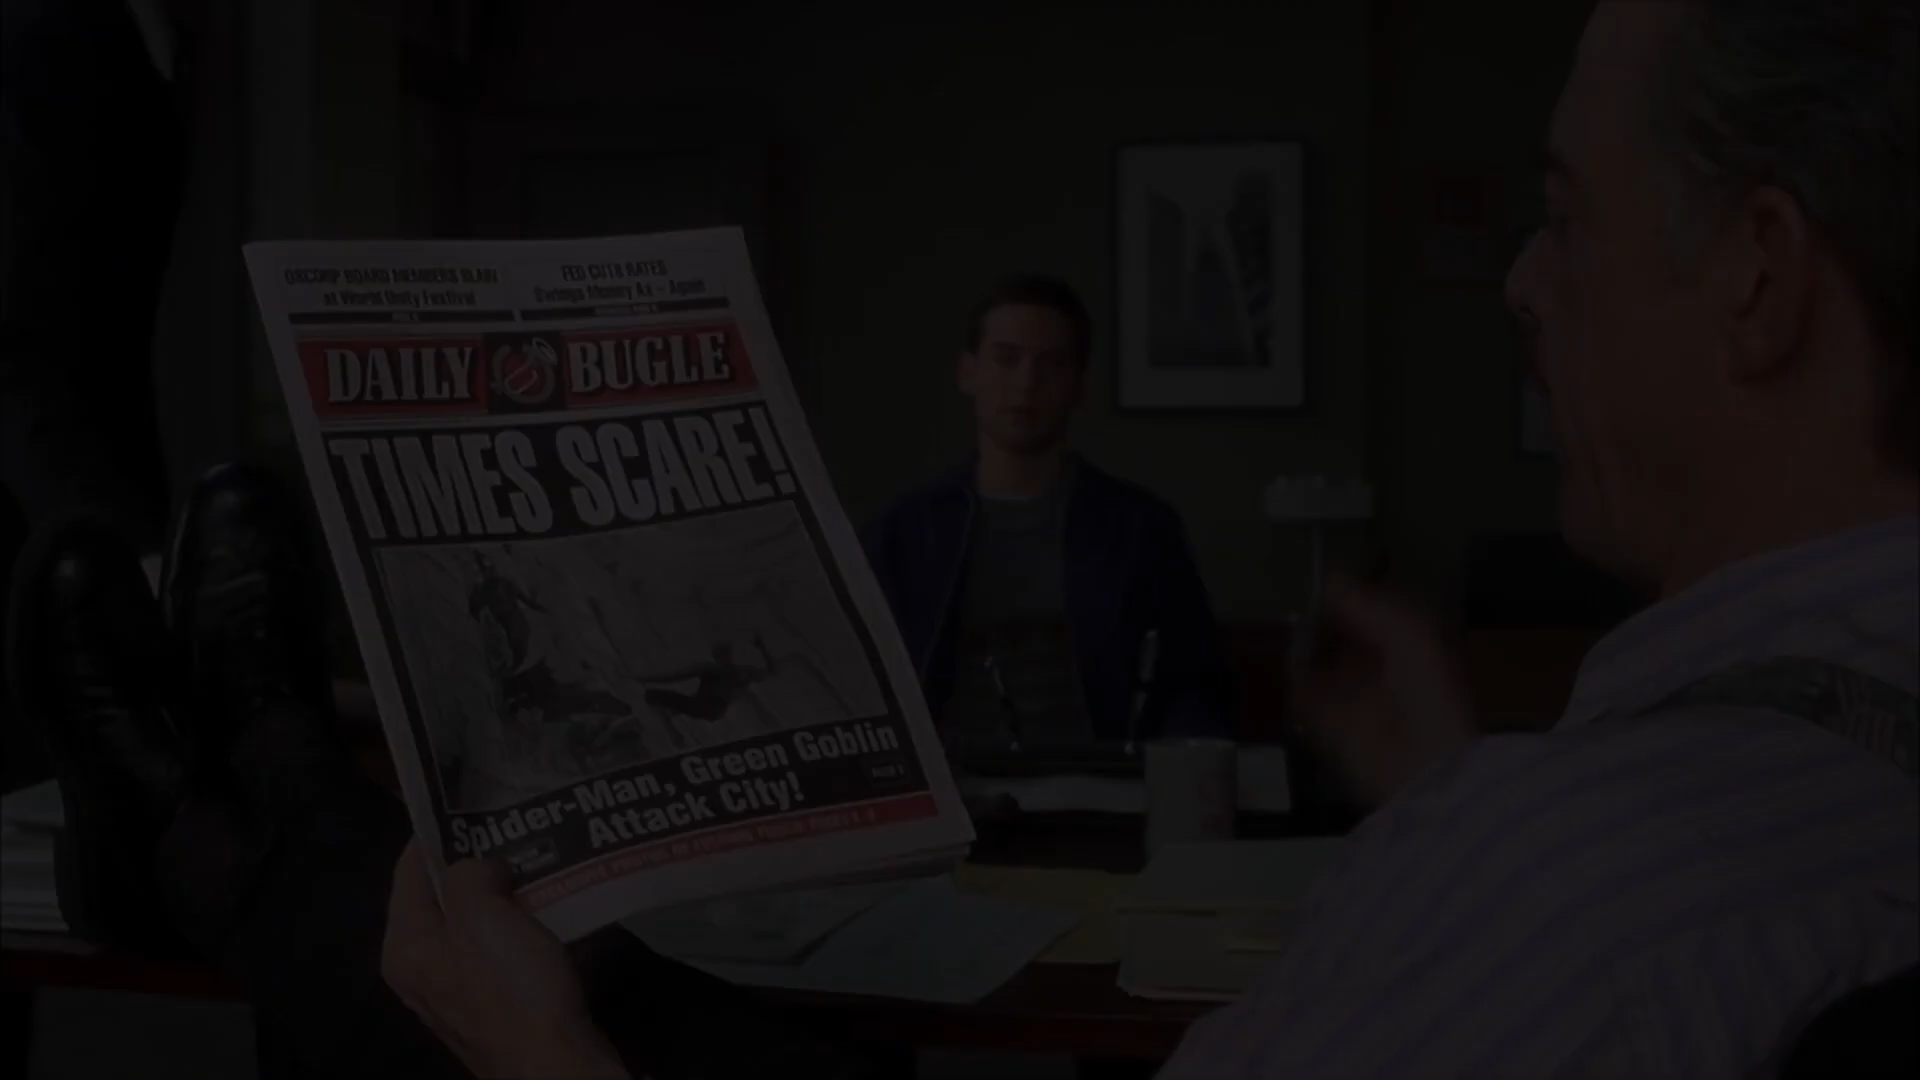 OSCORP BOARD MEMBERS SLAIN
at World Unity Festival
FED CUTS RATES
Savings Money Ax - Again
DAILY BUGLE
TIMES SCARE!
Spider-Man, Green Goblin
Attack City!